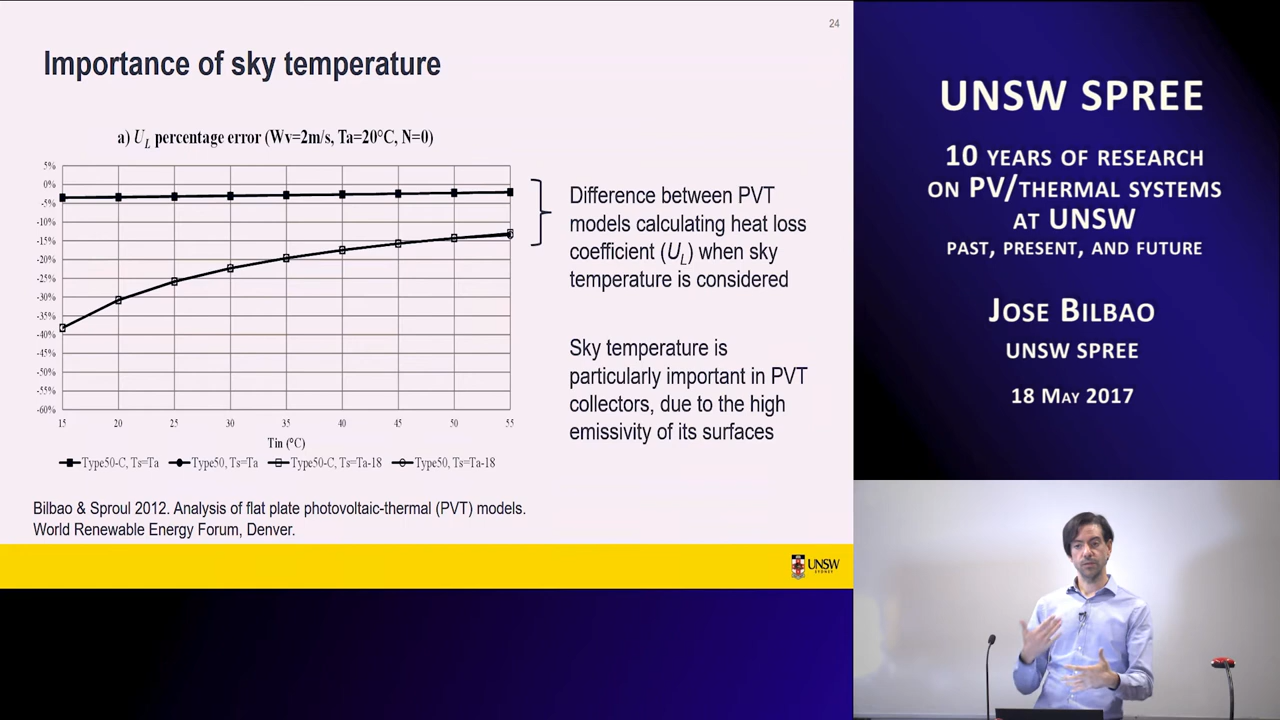 24
Importance of sky temperature
a) UL percentage error (Wv=2m/s, Ta=20°C, N=0)
5%
0%
-5%
-10%
-15%
-20%
-25%
-30%
-35%
-40%
-45%
-50%
-55%
-60%
15 20 25 30 35 40 45 50 55
Tin (°C)
Type50-C, Ts=Ta Type50, Ts=Ta Type50-C, Ts=Ta-18 Type50, Ts=Ta-18
Difference between PVT
models calculating heat loss
coefficient (UL) when sky
temperature is considered
Sky temperature is
particularly important in PVT
collectors, due to the high
emissivity of its surfaces
Bilbao & Sproul 2012. Analysis of flat plate photovoltaic-thermal (PVT) models.
World Renewable Energy Forum, Denver.
UNSW
SYDNEY
UNSW SPREE
10 YEARS OF RESEARCH
ON PV/THERMAL SYSTEMS
AT UNSW
PAST, PRESENT, AND FUTURE
JOSE BILBAO
UNSW SPREE
18 MAY 2017